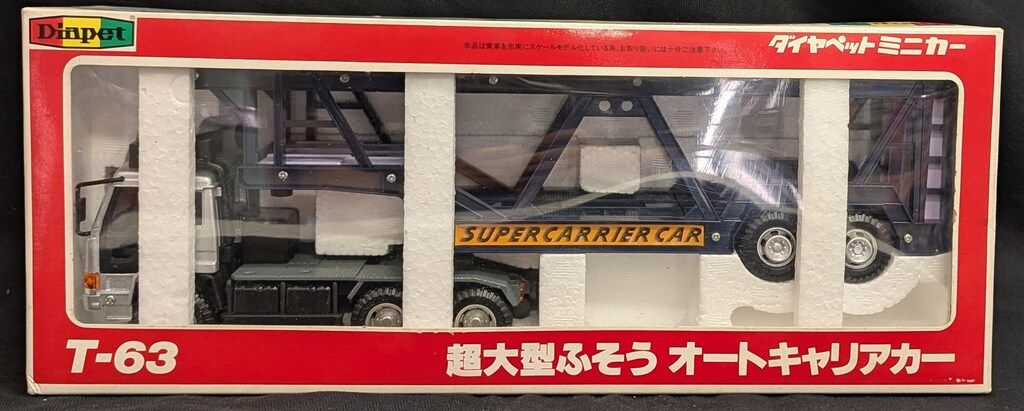 Diapet
本品は実車を忠実にスケールモデル化している為、お取り扱いには十分ご注意下さい。
ダイヤペットミニカー
SUPER CARRIER CAR
T-63
超大型ふそう オートキャリアカー